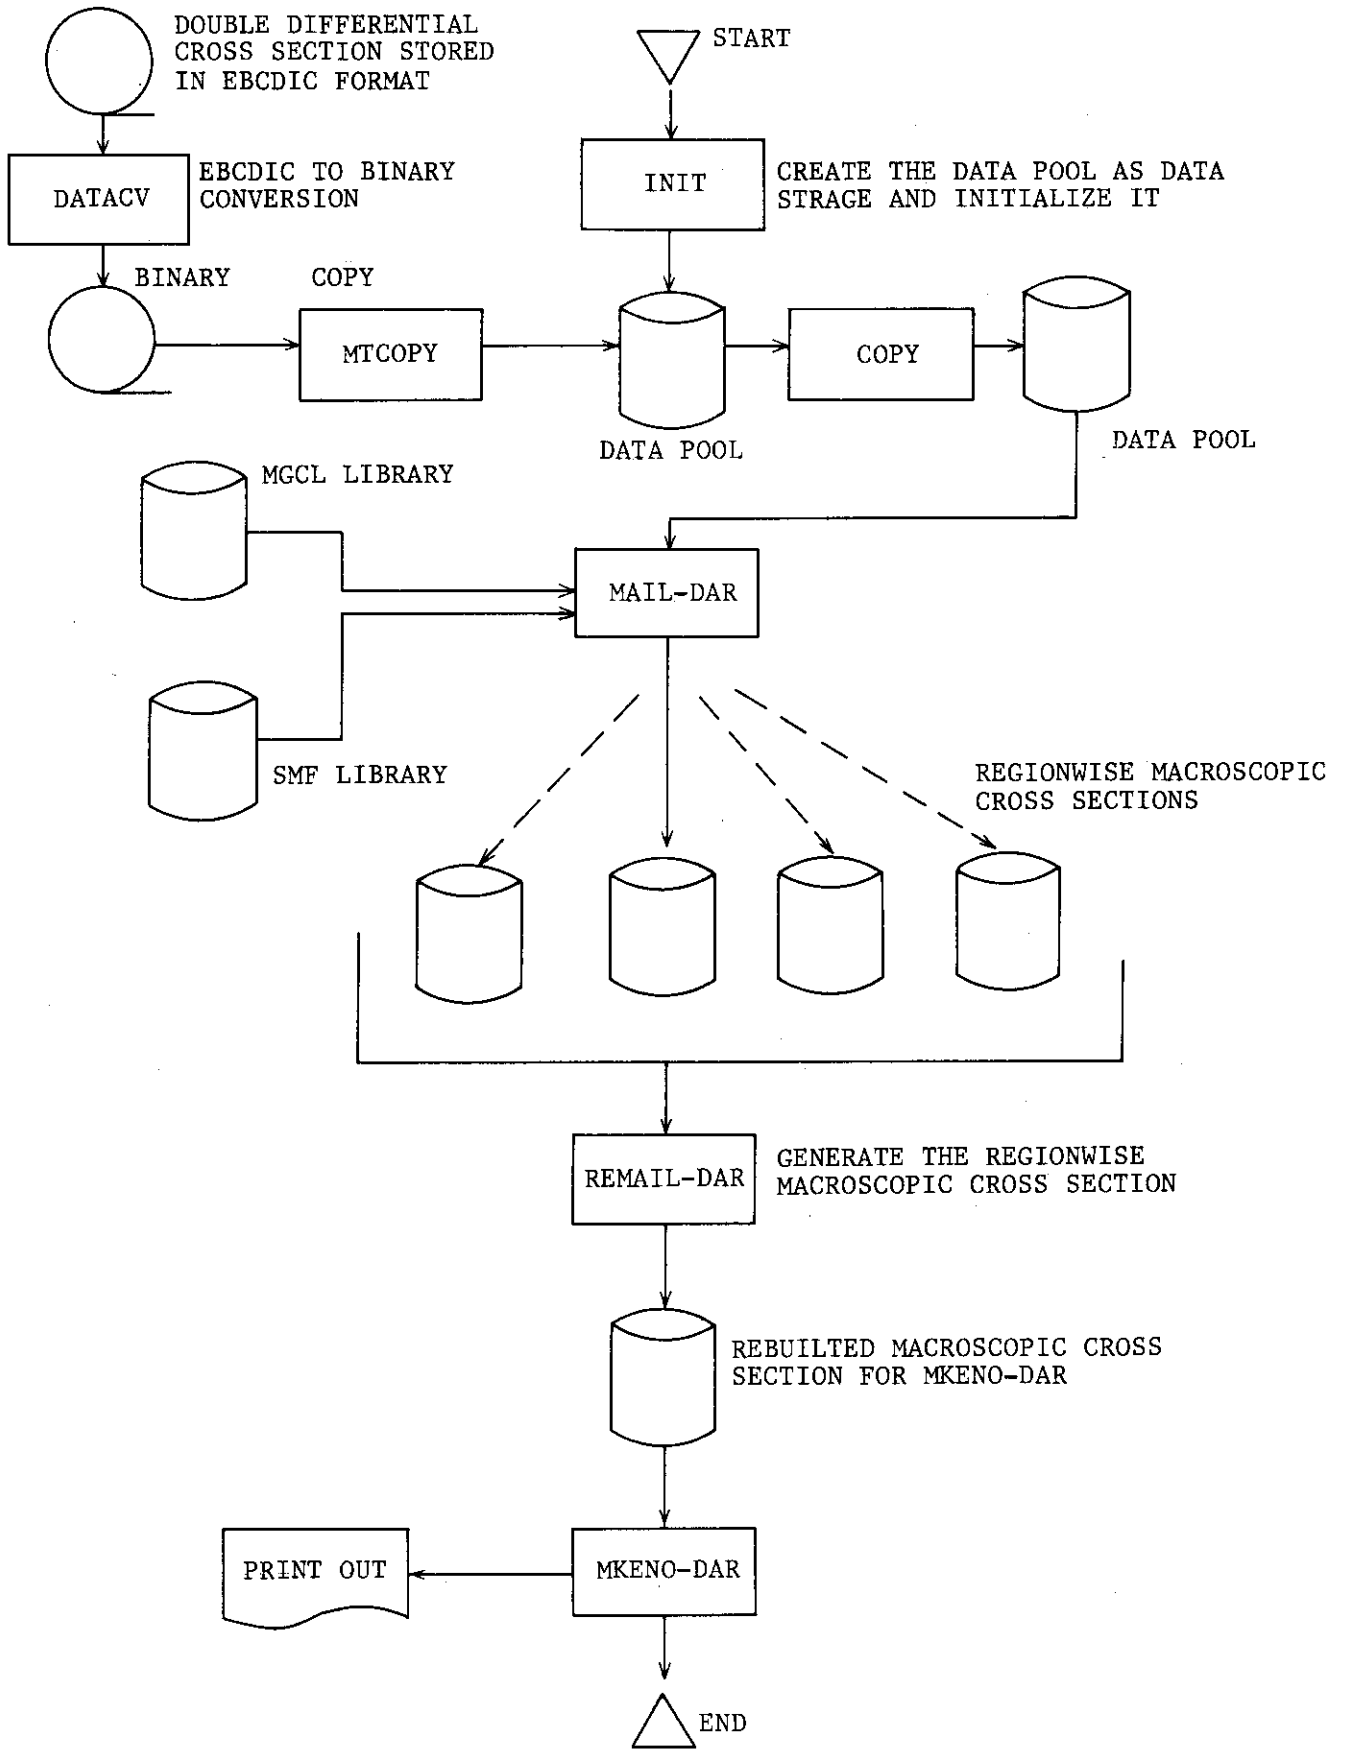 DOUBLE DIFFERENTIAL
CROSS SECTION STORED
IN EBCDIC FORMAT
START
DATACV
EBCDIC TO BINARY
CONVERSION
INIT
CREATE THE DATA POOL AS DATA
STRAGE AND INITIALIZE IT
BINARY
COPY
MTCOPY
COPY
DATA POOL
DATA POOL
MGCL LIBRARY
MAIL-DAR
SMF LIBRARY
REGIONWISE MACROSCOPIC
CROSS SECTIONS
REMAIL-DAR
GENERATE THE REGIONWISE
MACROSCOPIC CROSS SECTION
REBUILTED MACROSCOPIC CROSS
SECTION FOR MKENO-DAR
PRINT OUT
MKENO-DAR
END